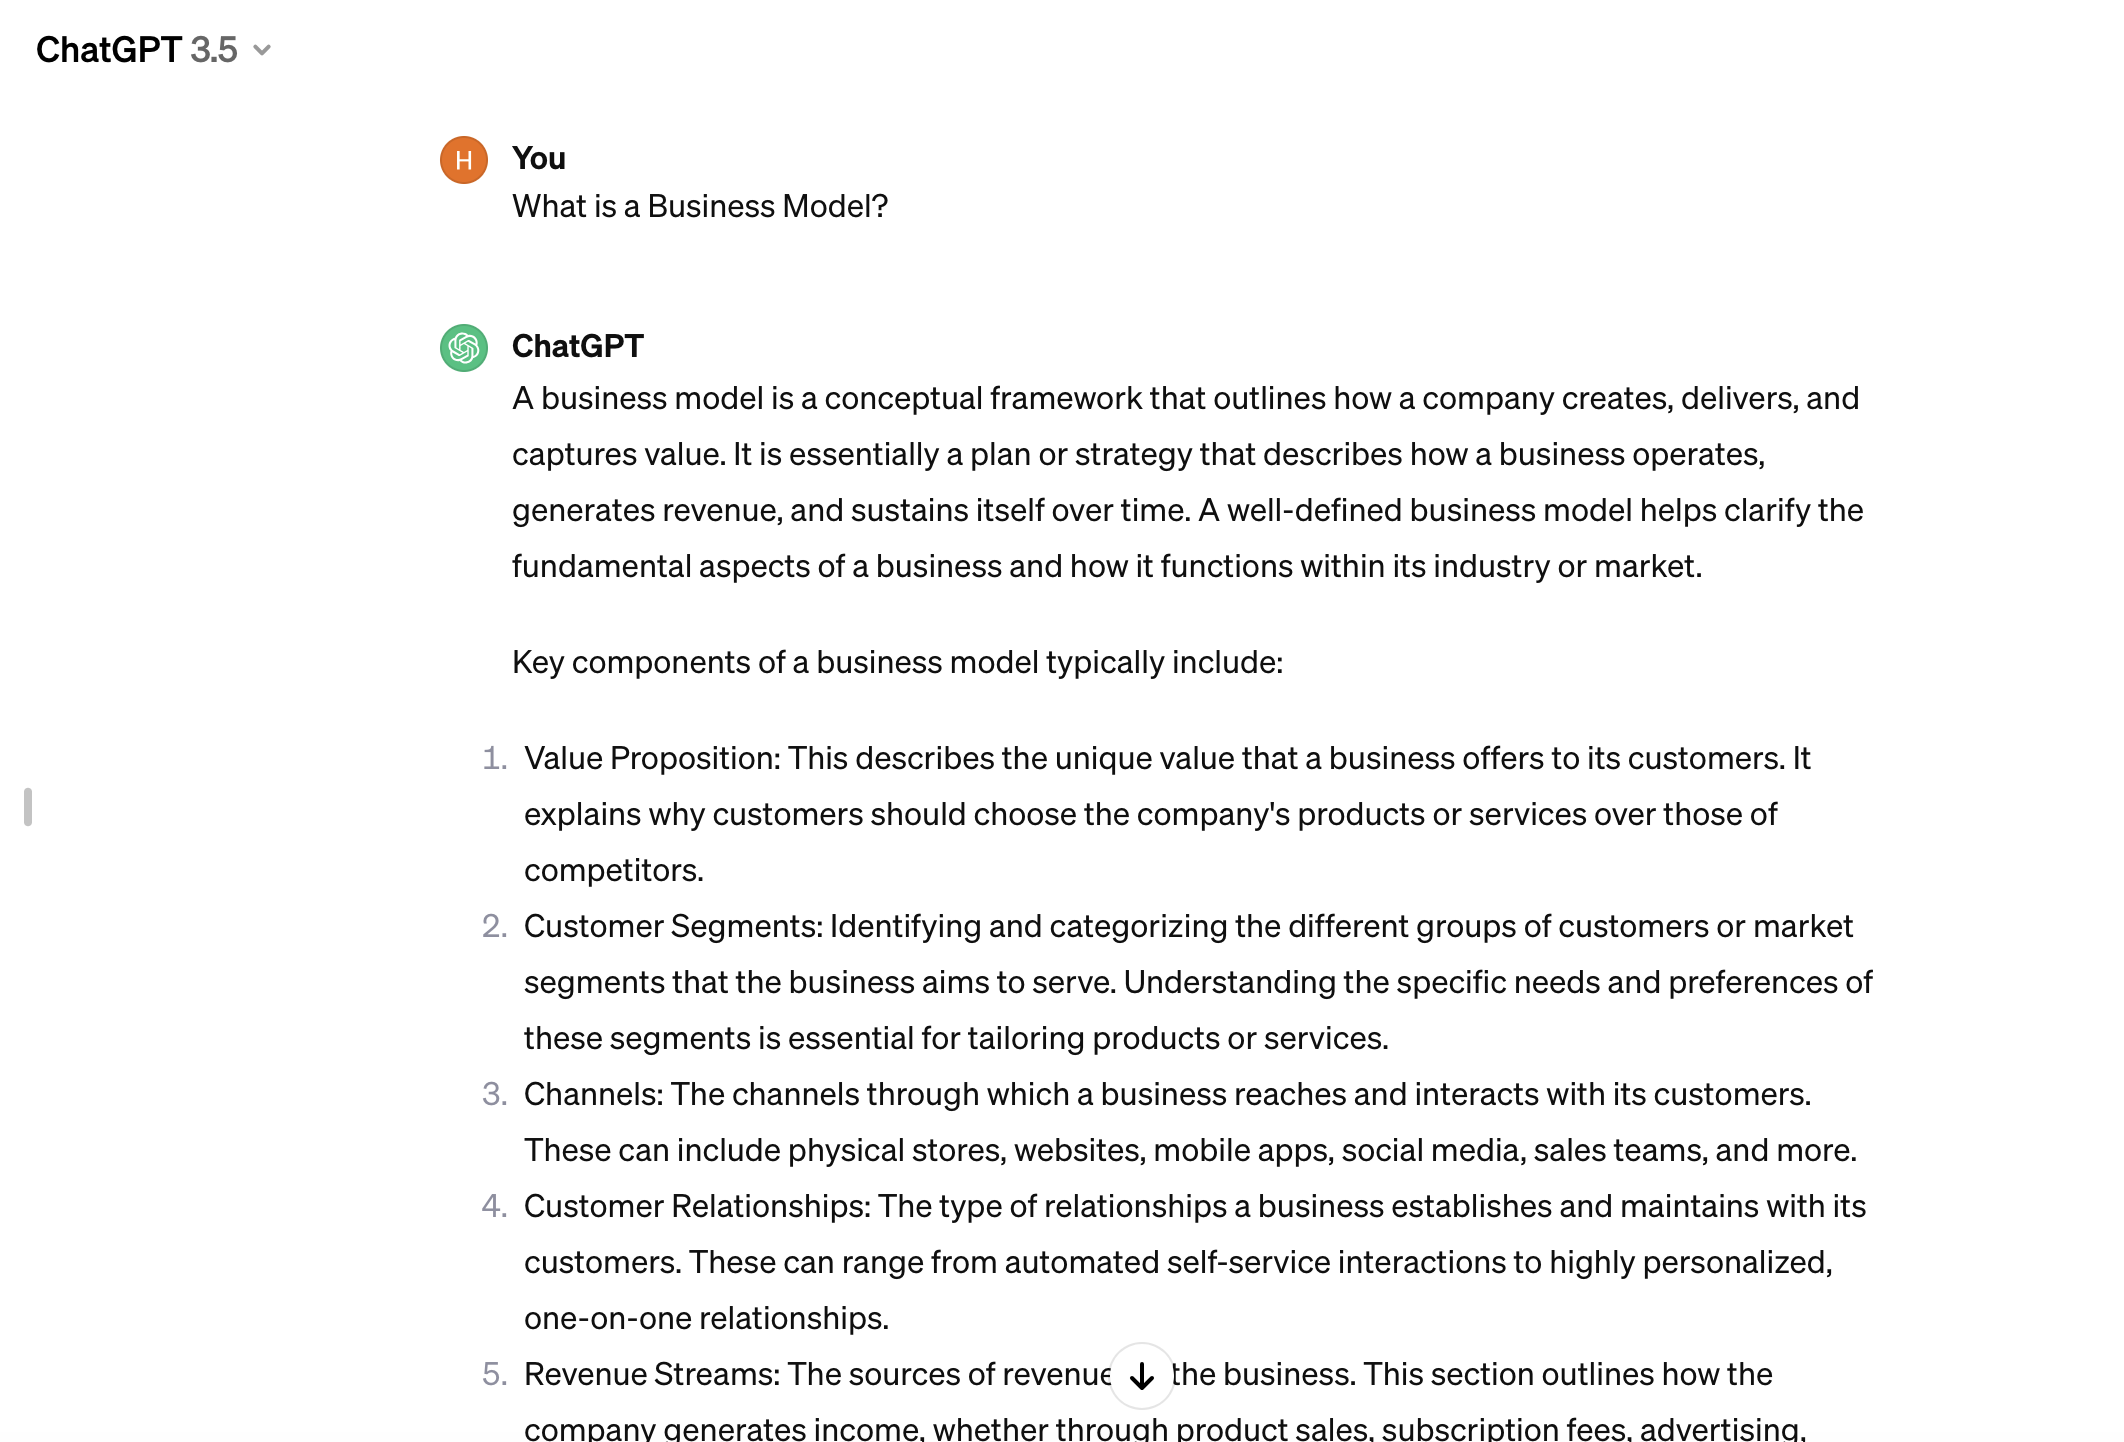 ChatGPT 3.5
H
You
What is a Business Model?
ChatGPT
A business model is a conceptual framework that outlines how a company creates, delivers, and
captures value. It is essentially a plan or strategy that describes how a business operates,
generates revenue, and sustains itself over time. A well-defined business model helps clarify the
fundamental aspects of a business and how it functions within its industry or market.
Key components of a business model typically include:
1. Value Proposition: This describes the unique value that a business offers to its customers. It
explains why customers should choose the company's products or services over those of
competitors.
2. Customer Segments: Identifying and categorizing the different groups of customers or market
segments that the business aims to serve. Understanding the specific needs and preferences of
these segments is essential for tailoring products or services.
3. Channels: The channels through which a business reaches and interacts with its customers.
These can include physical stores, websites, mobile apps, social media, sales teams, and more.
4. Customer Relationships: The type of relationships a business establishes and maintains with its
customers. These can range from automated self-service interactions to highly personalized,
one-on-one relationships.
5. Revenue Streams: The sources of revenue the business. This section outlines how the
company generates income, whether through product sales, subscription fees, advertising,